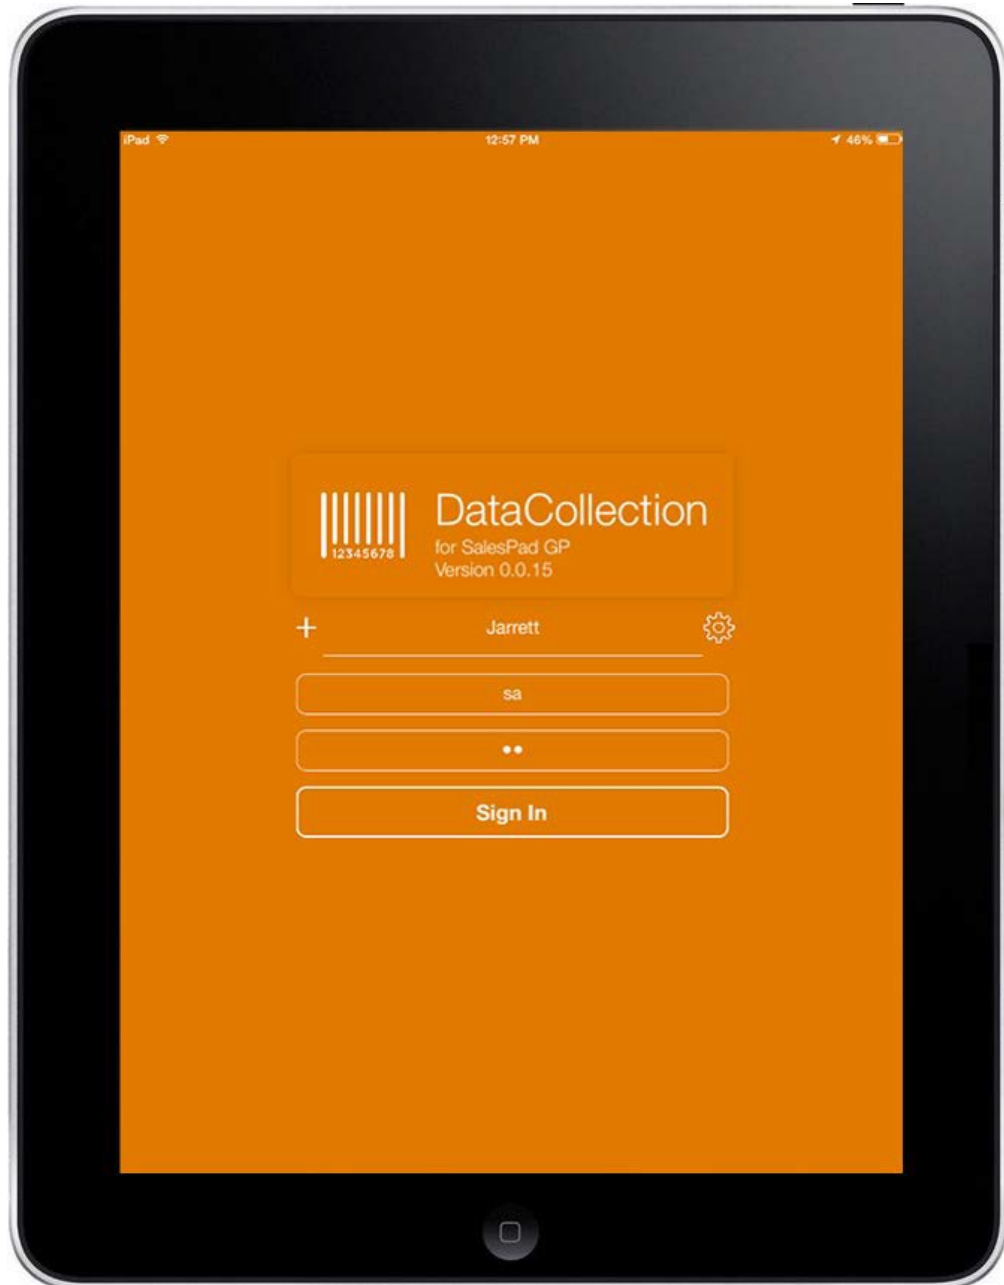 iPad 12:57 PM 46%
DataCollection
12345678
for SalesPad GP
Version 0.0.15
+ Jarrett
sa
••
Sign In